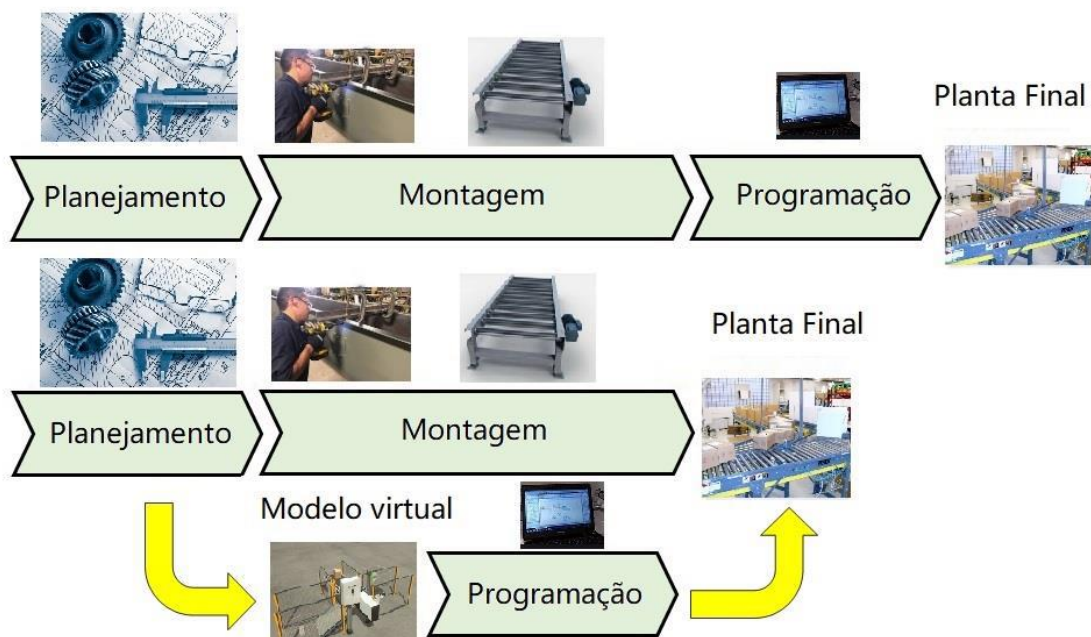 Planta Final
Planejamento
Montagem
Programação
Planta Final
Planejamento
Montagem
Modelo virtual
Programação